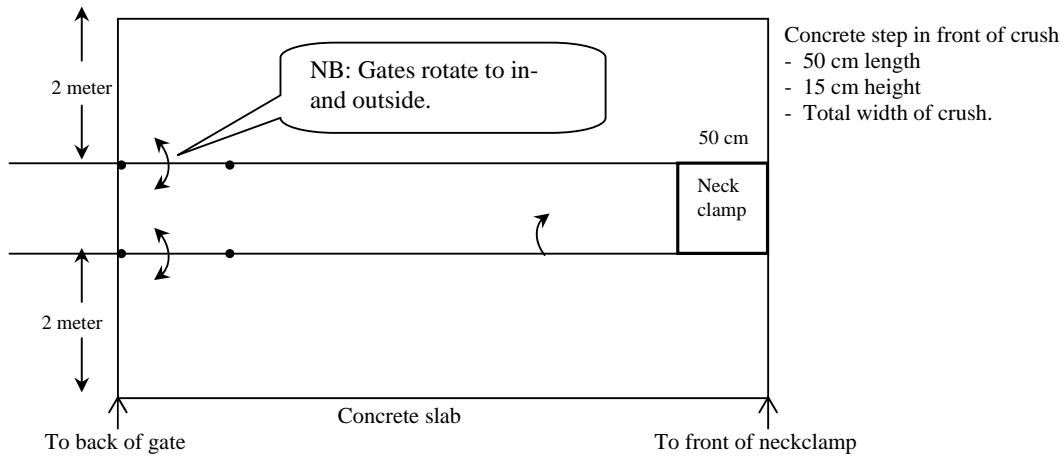 2 meter
NB: Gates rotate to in-
and outside.
Concrete step in front of crush
- 50 cm length
- 15 cm height
- Total width of crush.
50 cm
Neck
clamp
2 meter
Concrete slab
To back of gate
To front of neckclamp